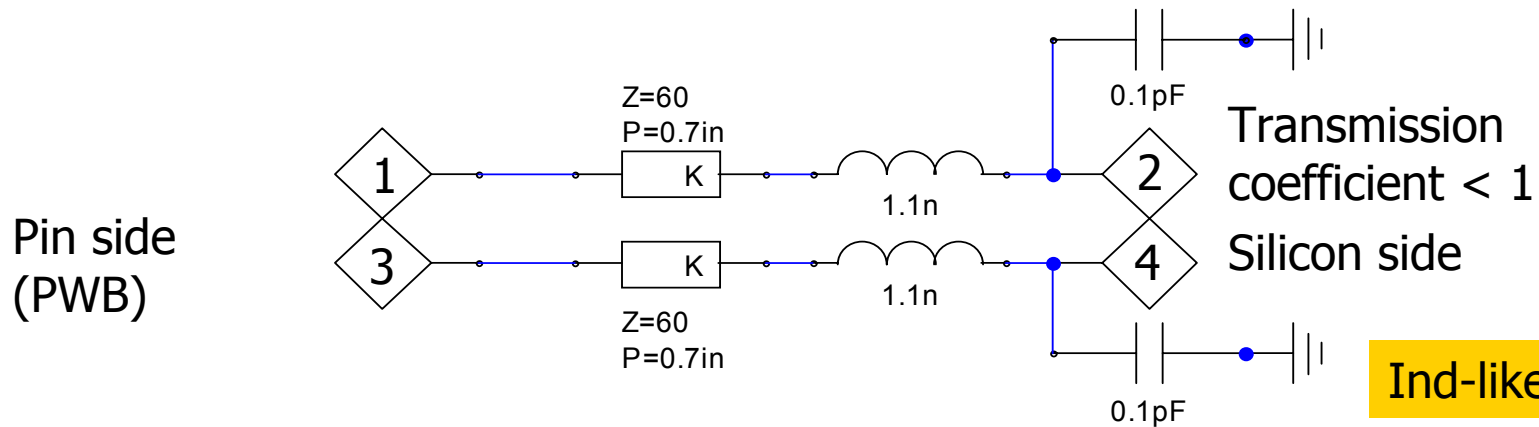 0.1pF
Z=60
P=0.7in
Transmission
coefficient < 1
1
K
2
1.1n
Pin side
(PWB)
3
K
4
Silicon side
1.1n
Z=60
P=0.7in
Ind-like
0.1pF